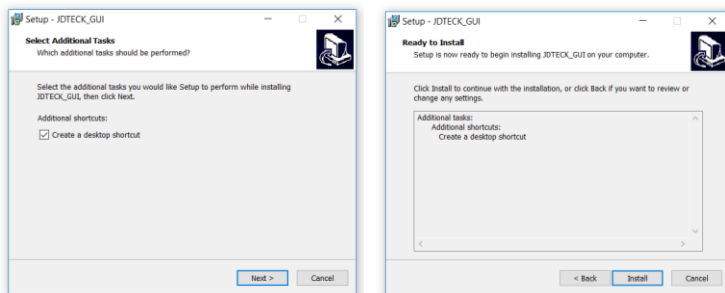 Setup - JDTECK_GUI
Select Additional Tasks
Which additional tasks should be performed?
Select the additional tasks you would like Setup to perform while installing
JDTECK_GUI, then click Next.
Additional shortcuts:
Create a desktop shortcut
Next >
Cancel
Setup - JDTECK_GUI
Ready to Install
Setup is now ready to begin installing JDTECK_GUI on your computer.
Click Install to continue with the installation, or click Back if you want to review or
change any settings.
Additional tasks:
Additional shortcuts:
Create a desktop shortcut
< Back
Install
Cancel